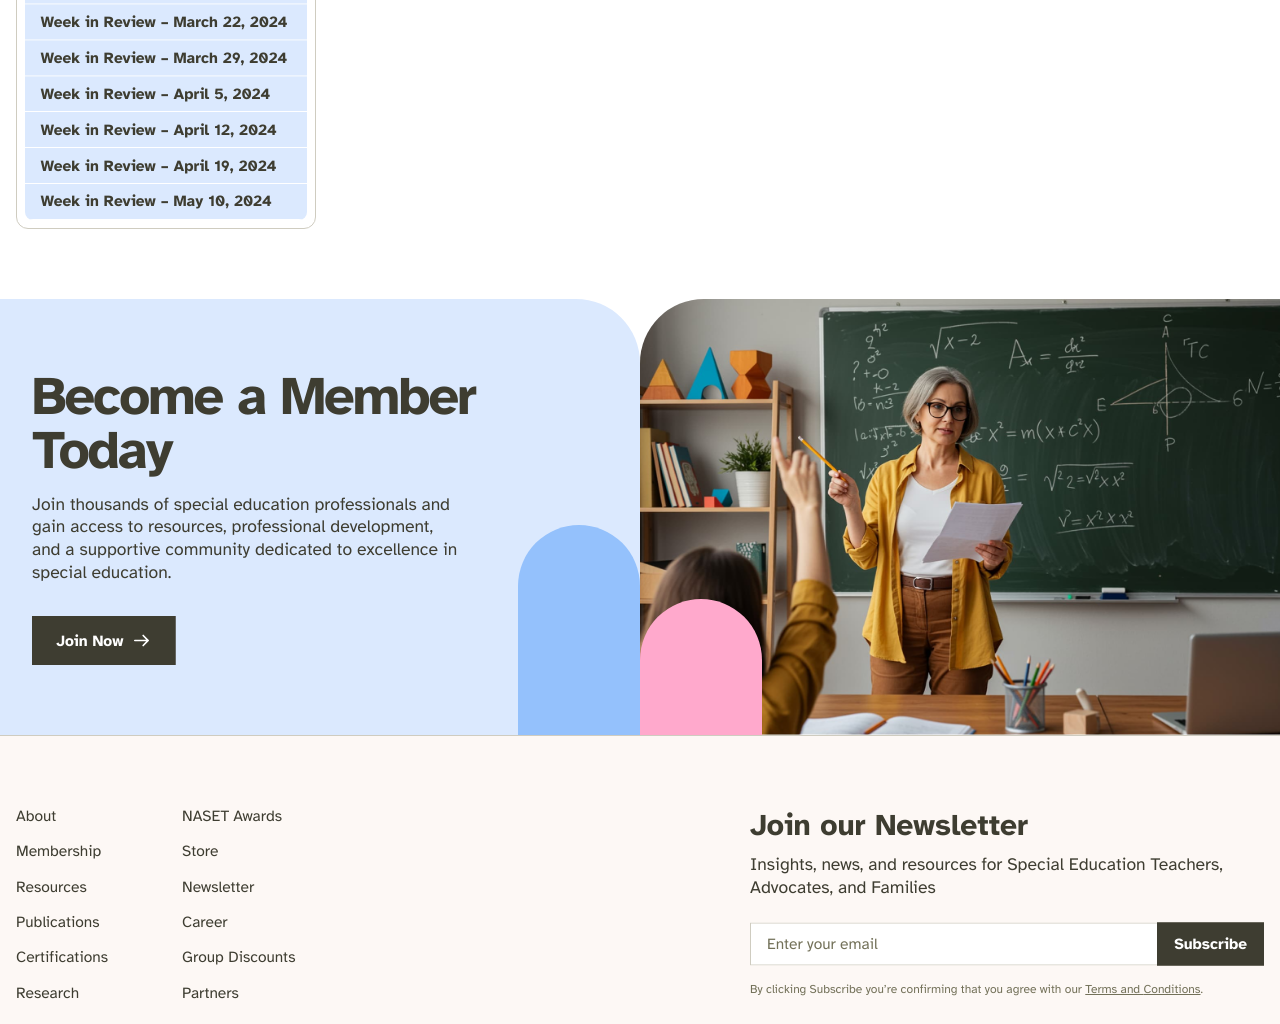 Week in Review – March 22, 2024
Week in Review – March 29, 2024
Week in Review – April 5, 2024
Week in Review – April 12, 2024
Week in Review – April 19, 2024
Week in Review – May 10, 2024
Become a Member
Today
Join thousands of special education professionals and
gain access to resources, professional development,
and a supportive community dedicated to excellence in
special education.
Join Now
About
Membership
Resources
Publications
Certifications
Research
NASET Awards
Store
Newsletter
Career
Group Discounts
Partners
Join our Newsletter
Insights, news, and resources for Special Education Teachers,
Advocates, and Families
Enter your email
Subscribe
By clicking Subscribe you're confirming that you agree with our Terms and Conditions.